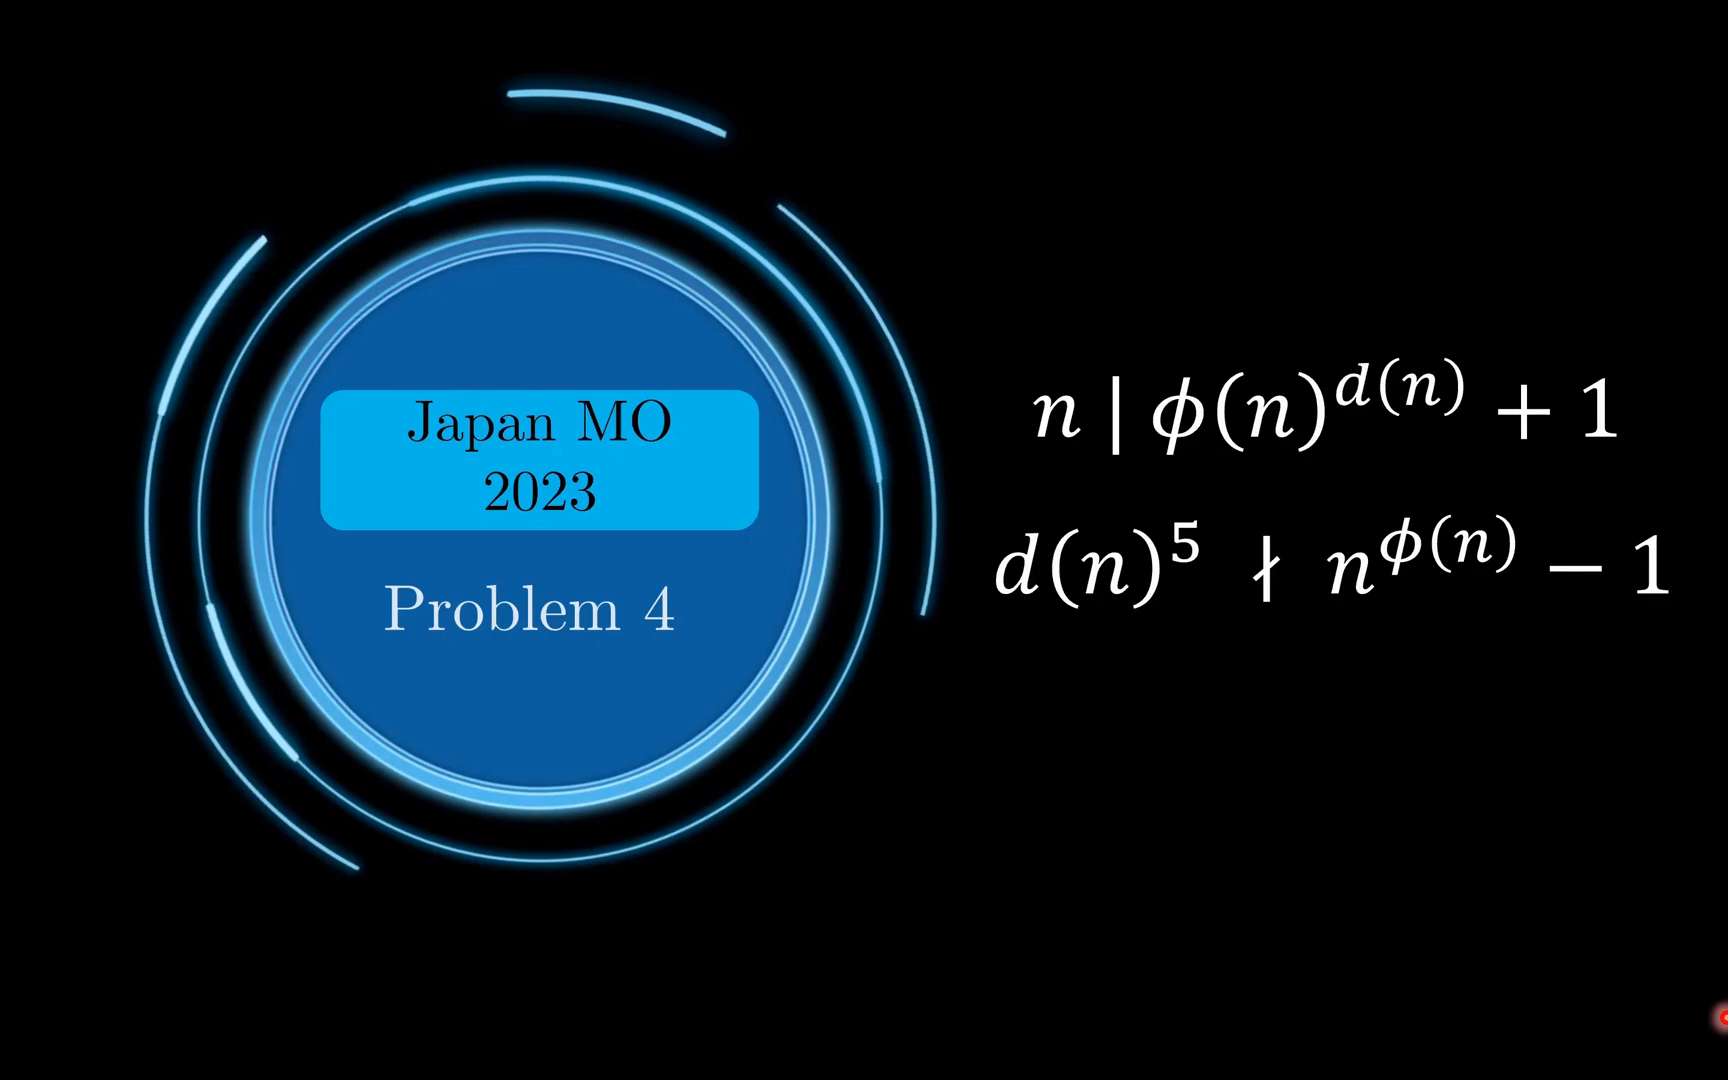 Japan MO
2023
Problem 4
n | ϕ(n)^{d(n)} + 1
d(n)^5 ∤ n^{ϕ(n)} − 1